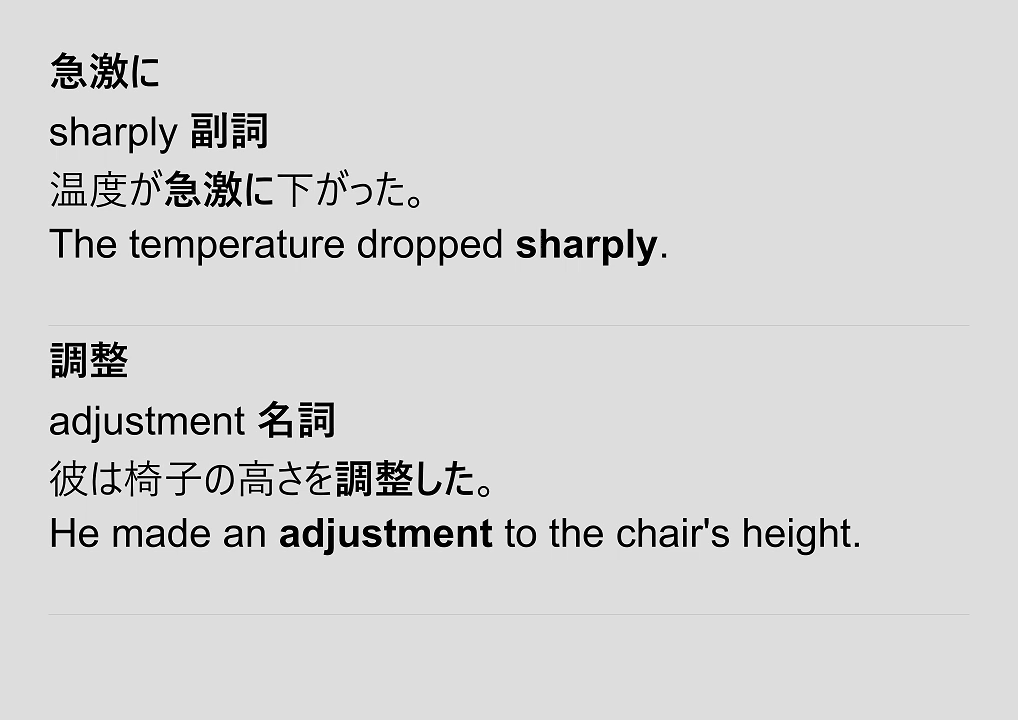 急激に
sharply 副詞
温度が急激に下がった。
The temperature dropped sharply.
調整
adjustment 名詞
彼は椅子の高さを調整した。
He made an adjustment to the chair's height.